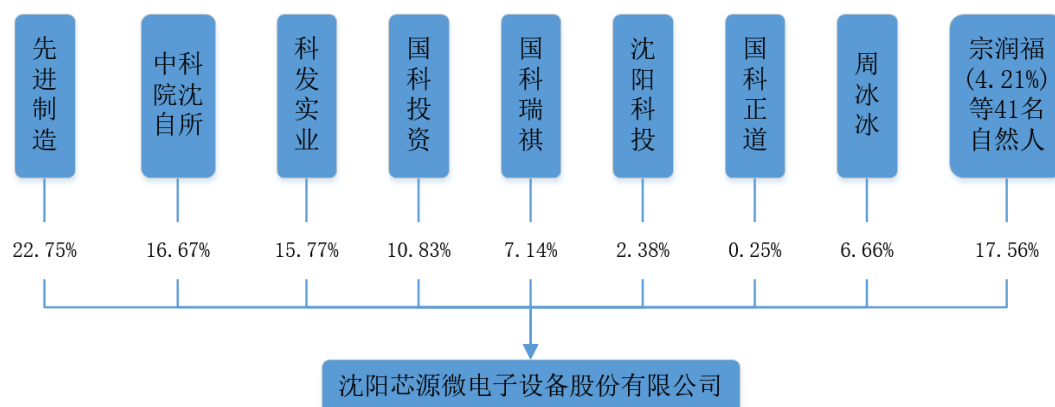 先进制造
中科院沈自所
科发实业
国科投资
国科瑞祺
沈阳科投
国科正道
周冰冰
宗润福
(4.21%)
等41名
自然人
22.75%
16.67%
15.77%
10.83%
7.14%
2.38%
0.25%
6.66%
17.56%
沈阳芯源微电子设备股份有限公司